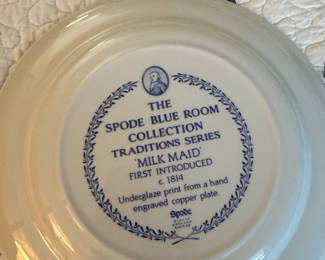 THE
SPODE BLUE ROOM
COLLECTION
TRADITIONS SERIES
'MILK MAID'
FIRST INTRODUCED
c. 1814
Underglaze print from a hand
engraved copper plate
Spode